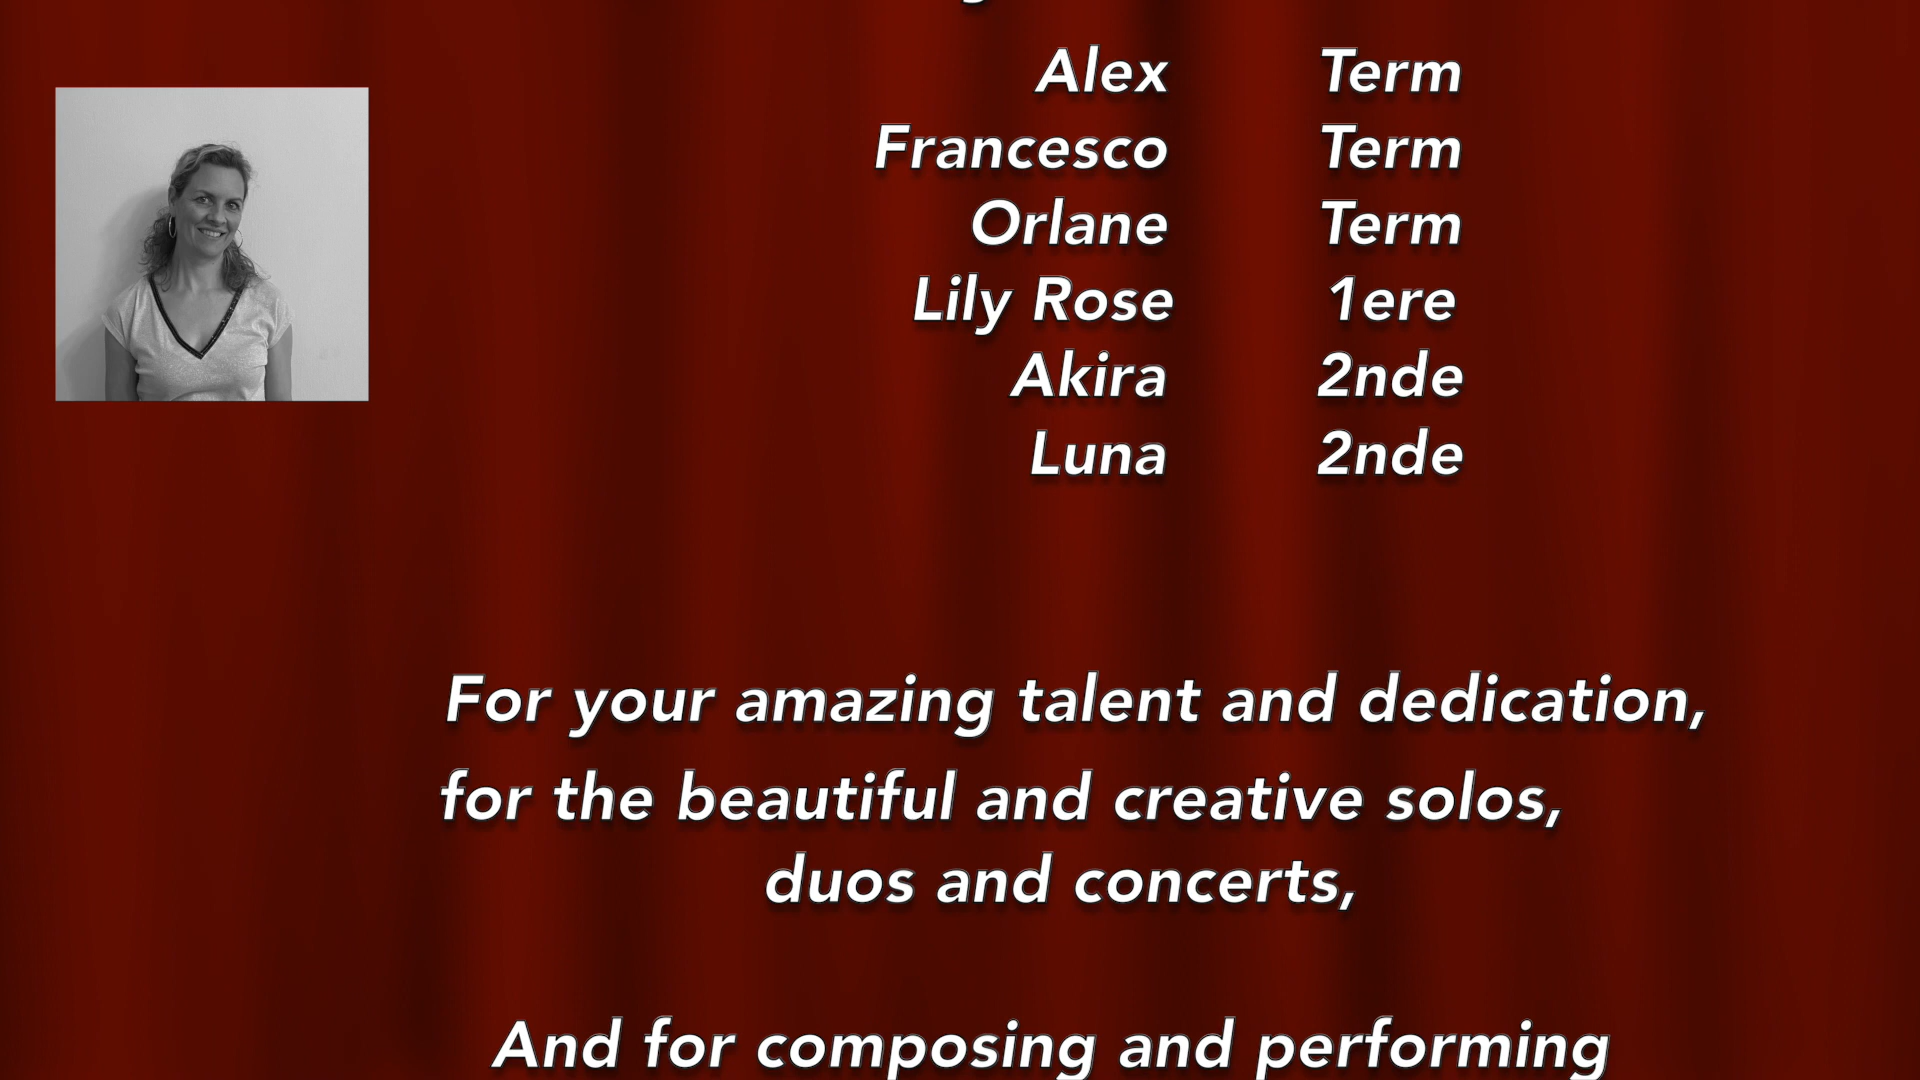 Alex Term
Francesco Term
Orlane Term
Lily Rose 1ere
Akira 2nde
Luna 2nde
For your amazing talent and dedication,
for the beautiful and creative solos,
duos and concerts,
And for composing and performing